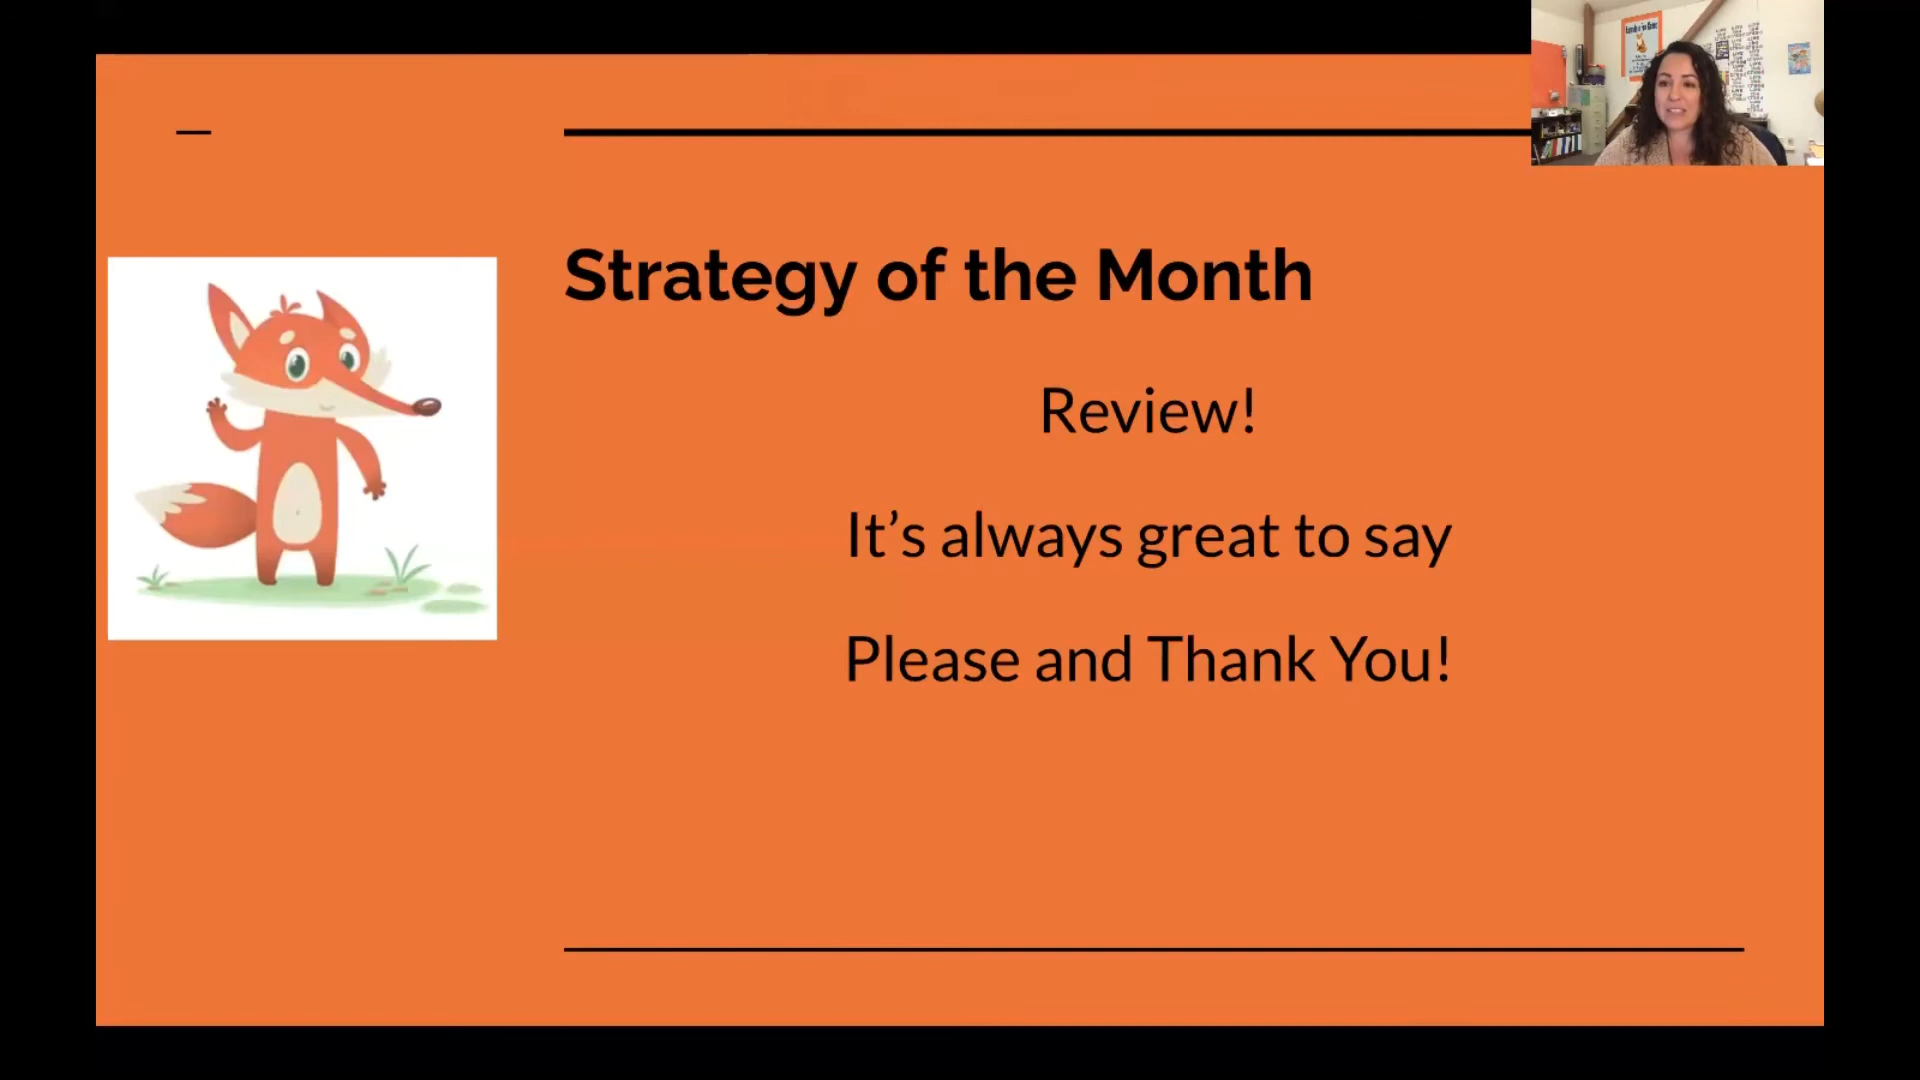 Strategy of the Month
Review!
It’s always great to say
Please and Thank You!